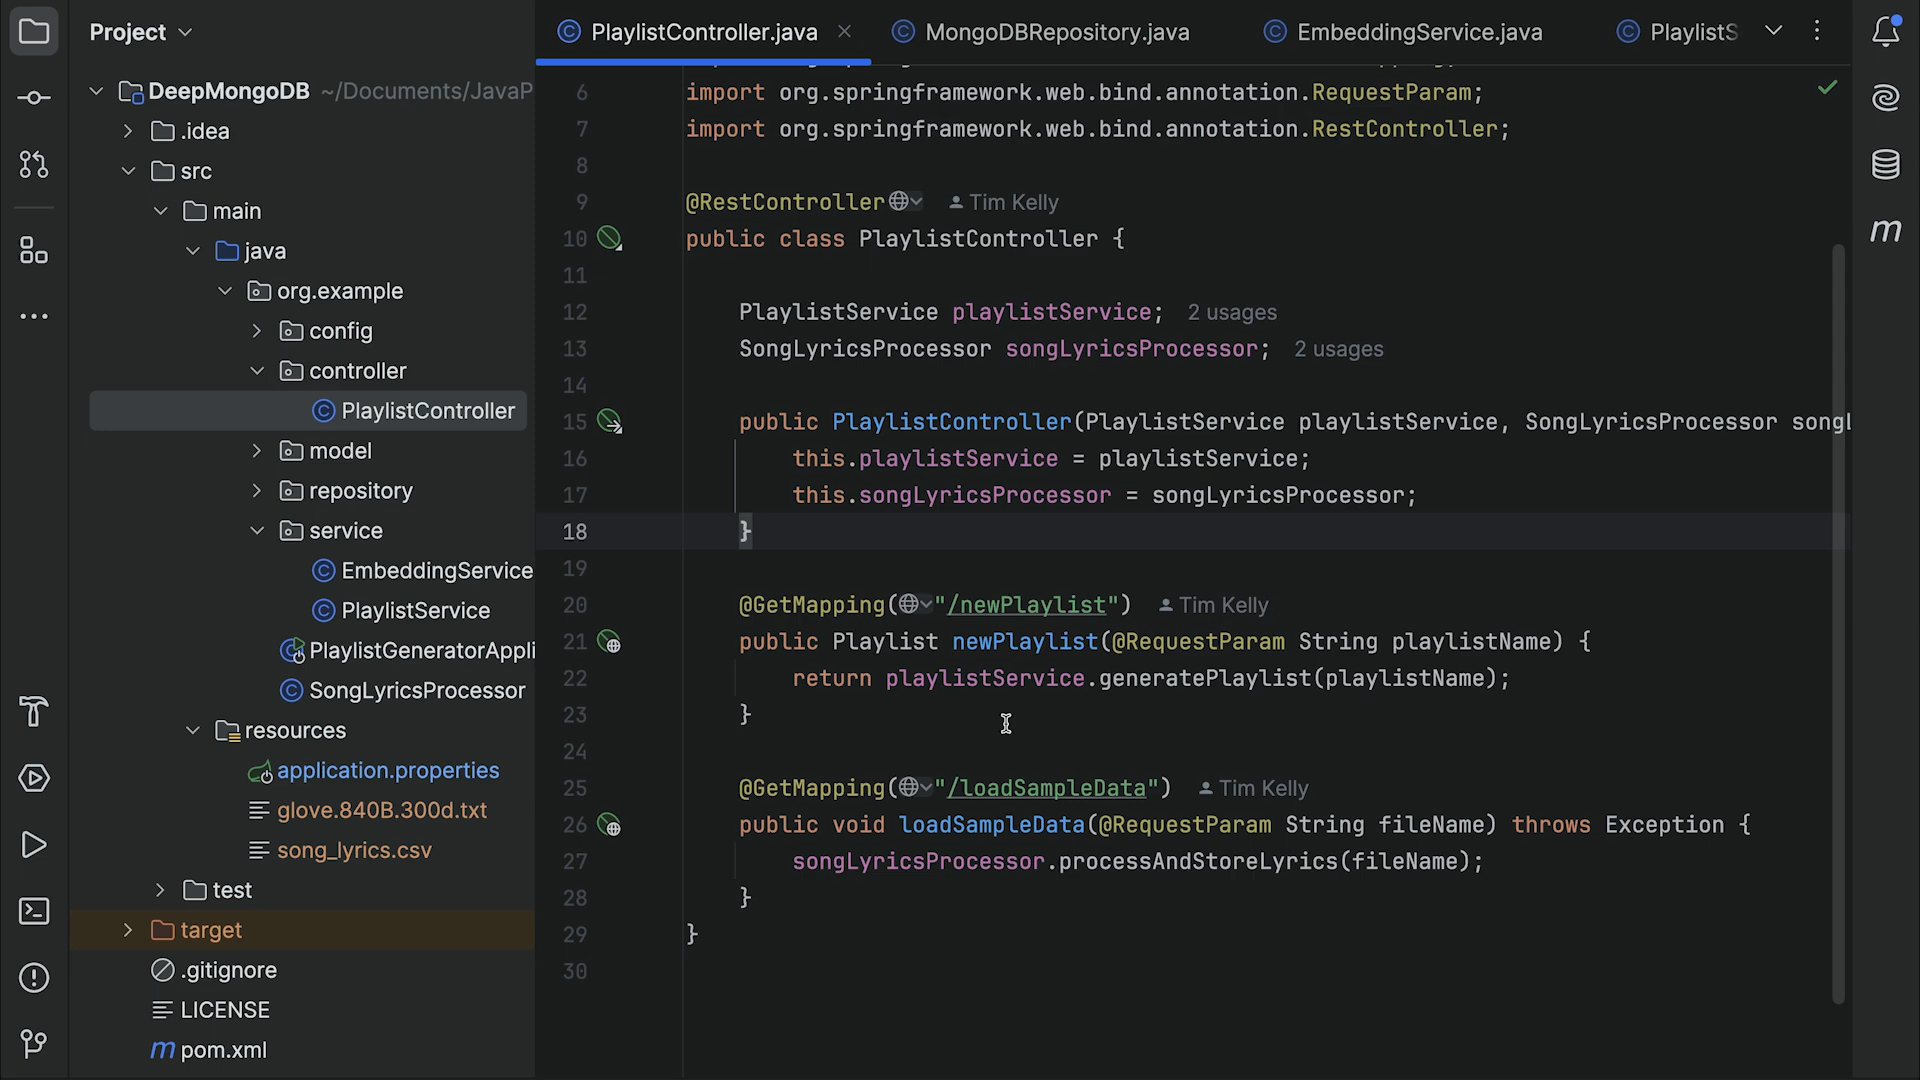 Project
DeepMongoDB ~/Documents/JavaP
.idea
src
main
java
org.example
config
controller
PlaylistController
model
repository
service
EmbeddingService
PlaylistService
PlaylistGeneratorAppli
SongLyricsProcessor
resources
application.properties
glove.840B.300d.txt
song_lyrics.csv
test
target
.gitignore
LICENSE
m pom.xml
PlaylistController.java MongoDBRepository.java EmbeddingService.java PlaylistS
6 import org.springframework.web.bind.annotation.RequestParam;
7 import org.springframework.web.bind.annotation.RestController;
8
9 @RestController Tim Kelly
10 public class PlaylistController {
11
12 PlaylistService playlistService; 2 usages
13 SongLyricsProcessor songLyricsProcessor; 2 usages
14
15 public PlaylistController(PlaylistService playlistService, SongLyricsProcessor songL
16 this.playlistService = playlistService;
17 this.songLyricsProcessor = songLyricsProcessor;
18 }
19
20 @GetMapping("/newPlaylist") Tim Kelly
21 public Playlist newPlaylist(@RequestParam String playlistName) {
22 return playlistService.generatePlaylist(playlistName);
23 }
24
25 @GetMapping("/loadSampleData") Tim Kelly
26 public void loadSampleData(@RequestParam String fileName) throws Exception {
27 songLyricsProcessor.processAndStoreLyrics(fileName);
28 }
29 }
30
m